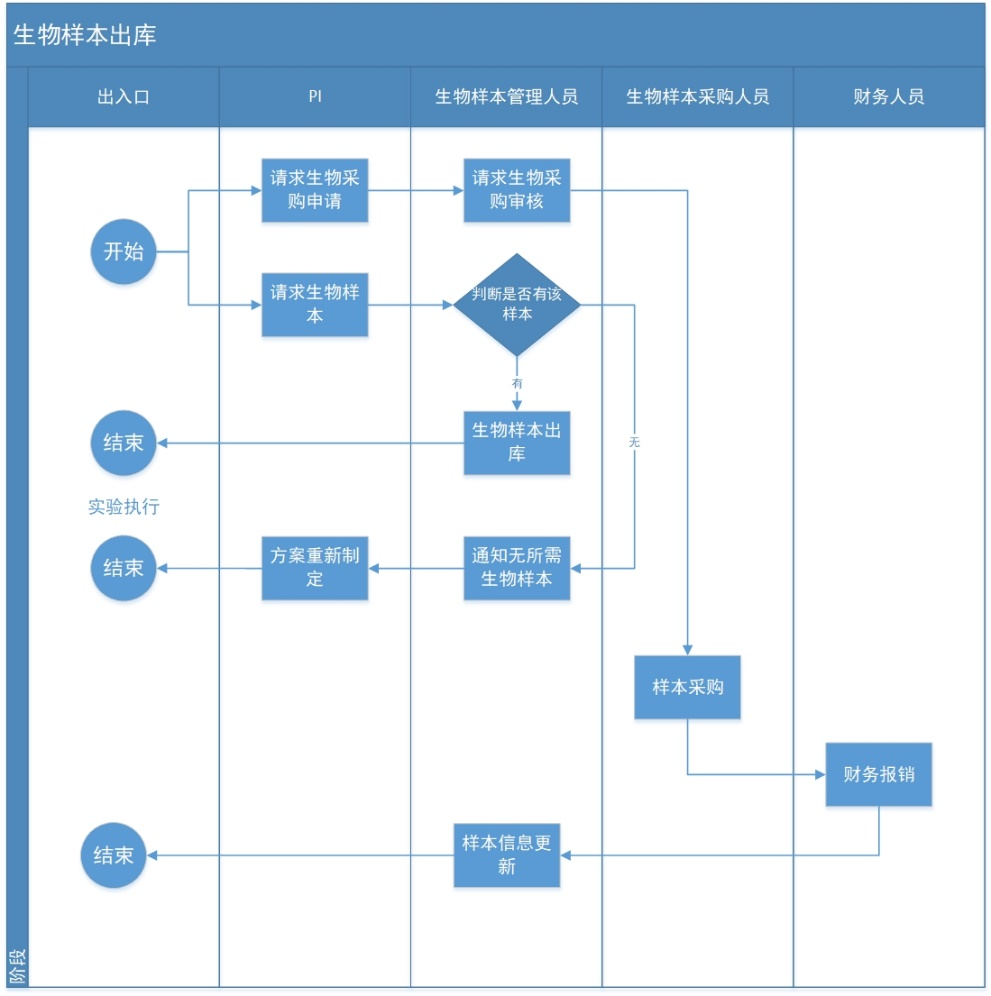 生物样本出库
出入口
PI
生物样本管理人员
生物样本采购人员
财务人员
请求生物采
购申请
请求生物采
购审核
开始
请求生物样
本
判断是否有该
样本
有
生物样本出
库
结束
无
实验执行
结束
方案重新制
定
通知无所需
生物样本
样本采购
财务报销
样本信息更
新
结束
阶段